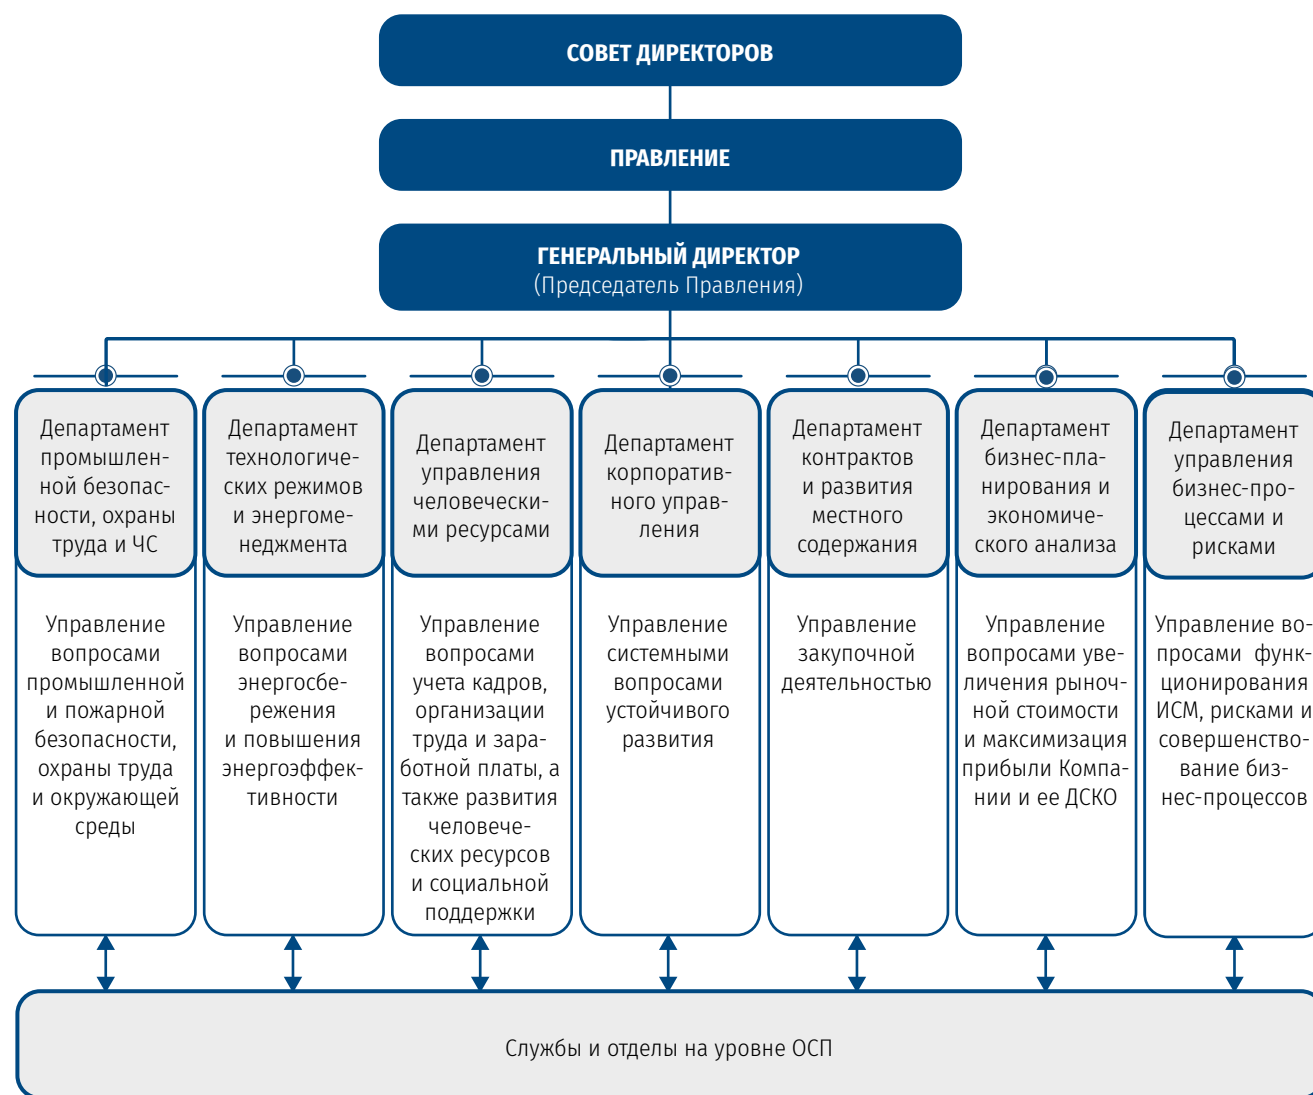 СОВЕТ ДИРЕКТОРОВ
ПРАВЛЕНИЕ
ГЕНЕРАЛЬНЫЙ ДИРЕКТОР
(Председатель Правления)
Департамент
промышлен-
ной безопас-
ности, охраны
труда и ЧС
Департамент
технологиче-
ских режимов
и энергоме-
неджмента
Департамент
управления
человечески-
ми ресурсами
Департамент
корпоратив-
ного управ-
ления
Департамент
контрактов
и развития
местного
содержания
Департамент
бизнес-пла-
нирования и
экономиче-
ского анализа
Департамент
управления
бизнес-про-
цессами и
рисками
Управление
вопросами
промышленной
и пожарной
безопасности,
охраны труда
и окружающей
среды
Управление
вопросами
энергосбе-
режения
и повышения
энергоэффек-
тивности
Управление
вопросами
учета кадров,
организации
труда и зара-
ботной платы, а
также развития
человече-
ских ресурсов
и социальной
поддержки
Управление
системными
вопросами
устойчивого
развития
Управление
закупочной
деятельностью
Управление
вопросами уве-
личения рыноч-
ной стоимости
и максимизация
прибыли Компа-
нии и ее ДСКО
Управление во-
просами функ-
ционирования
ИСМ, рисками и
совершенство-
вание биз-
нес-процессов
Службы и отделы на уровне ОСП